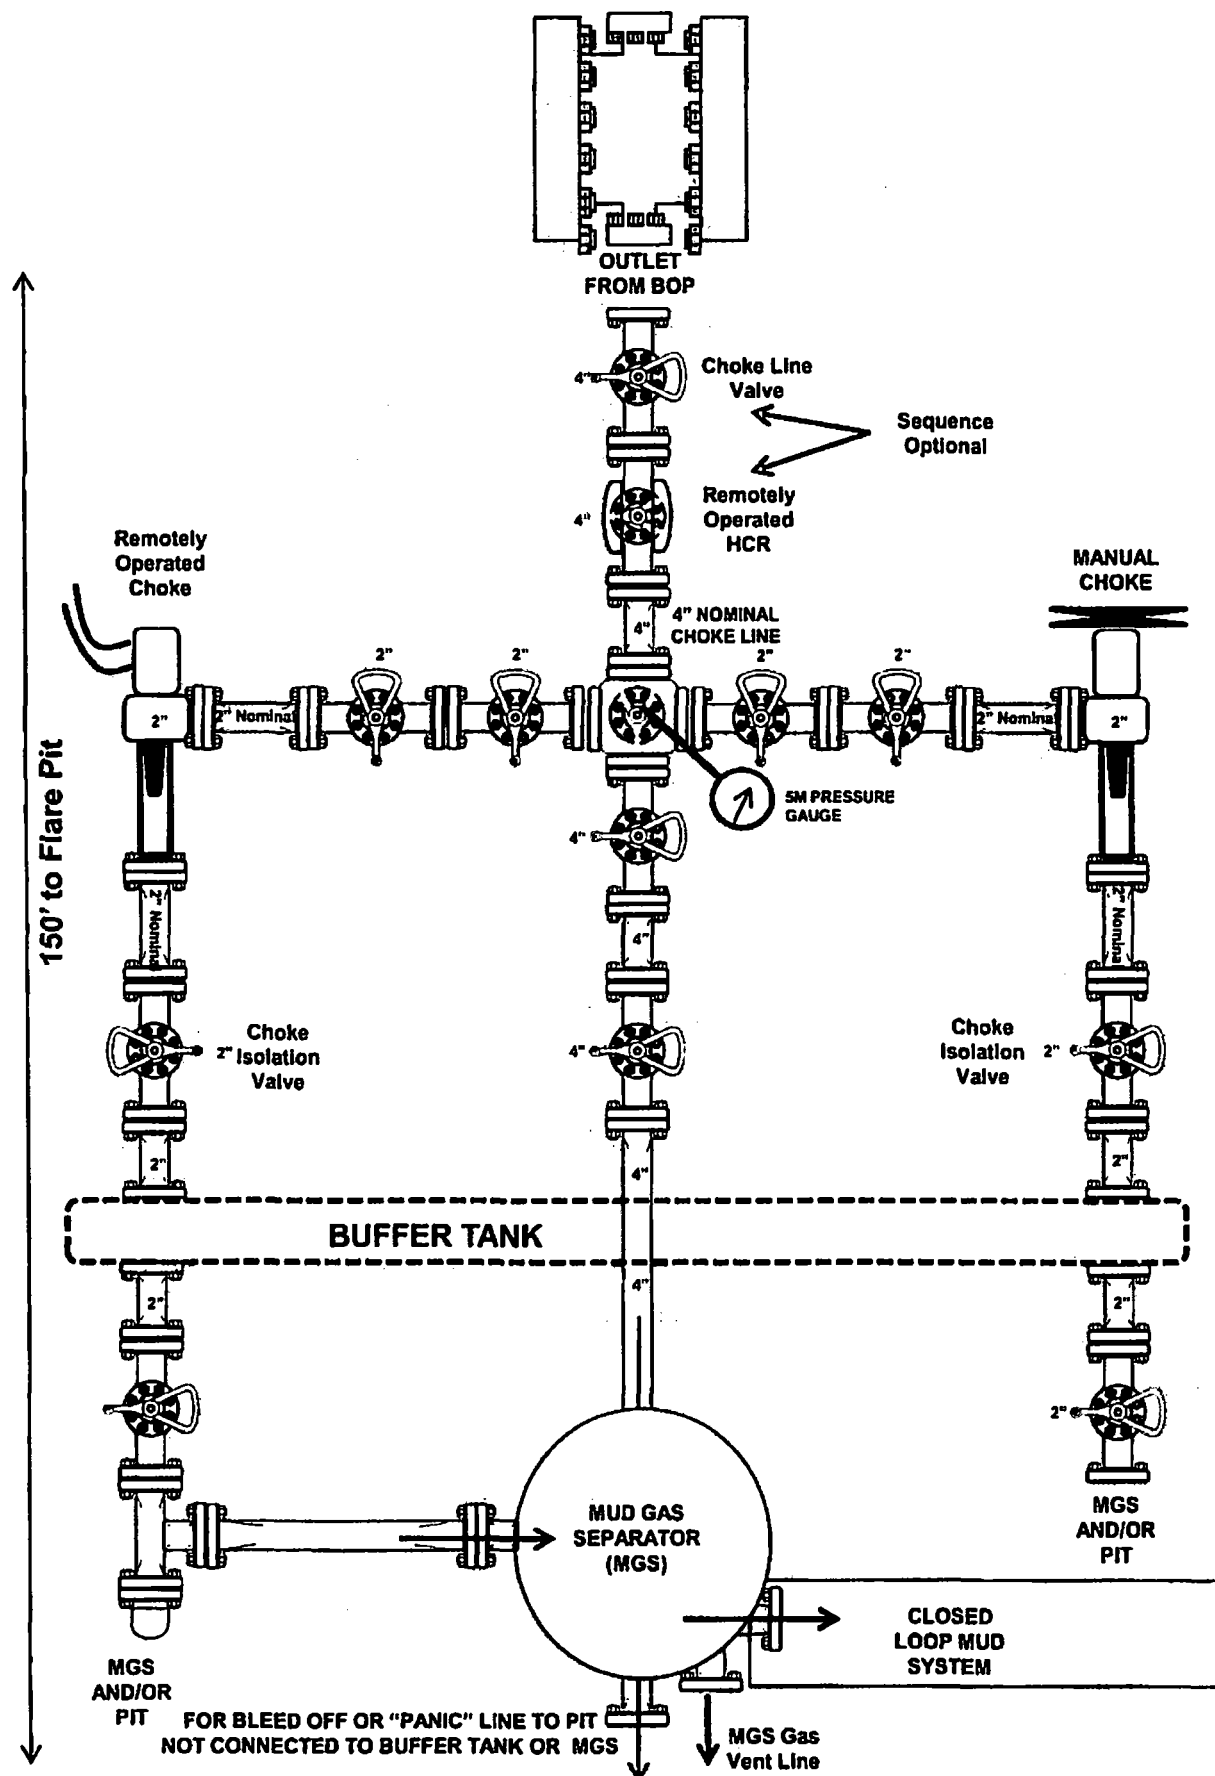 OUTLET
FROM BOP
4"
Choke Line
Valve
Sequence
Optional
4"
Remotely
Operated
HCR
Remotely
Operated
Choke
MANUAL
CHOKE
4"
4" NOMINAL
CHOKE LINE
2"
2"
2"
2"
2"
2" Nominal
2" Nominal
2"
5M PRESSURE
GAUGE
4"
150' to Flare Pit
2" Nominal
4"
2" Nominal
2"
Choke
Isolation
Valve
4"
Choke
Isolation
Valve
2"
2"
4"
2"
BUFFER TANK
2"
4"
2"
2"
MUD GAS
SEPARATOR
(MGS)
MGS
AND/OR
PIT
CLOSED
LOOP MUD
SYSTEM
MGS
AND/OR
PIT
FOR BLEED OFF OR "PANIC" LINE TO PIT
NOT CONNECTED TO BUFFER TANK OR MGS
MGS Gas
Vent Line